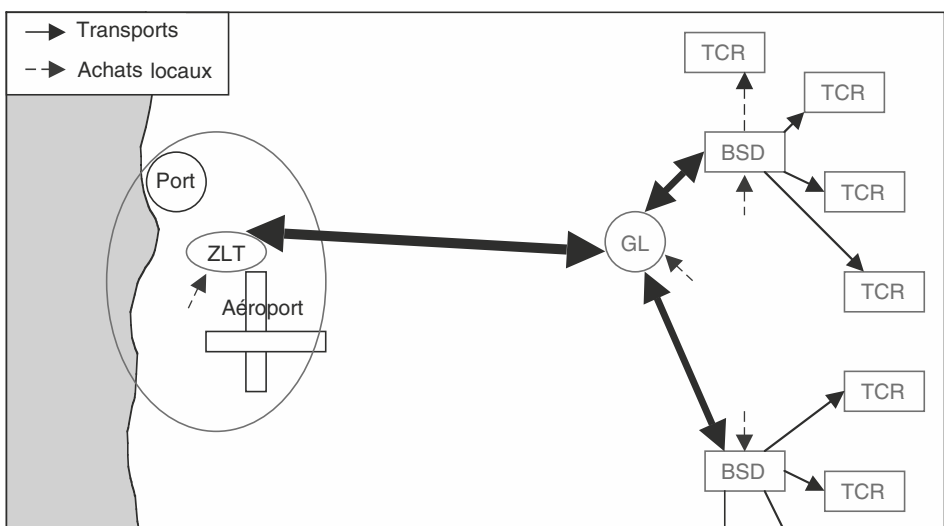 Transports
Achats locaux
TCR
TCR
BSD
Port
TCR
GL
ZLT
TCR
Aéroport
TCR
BSD
TCR